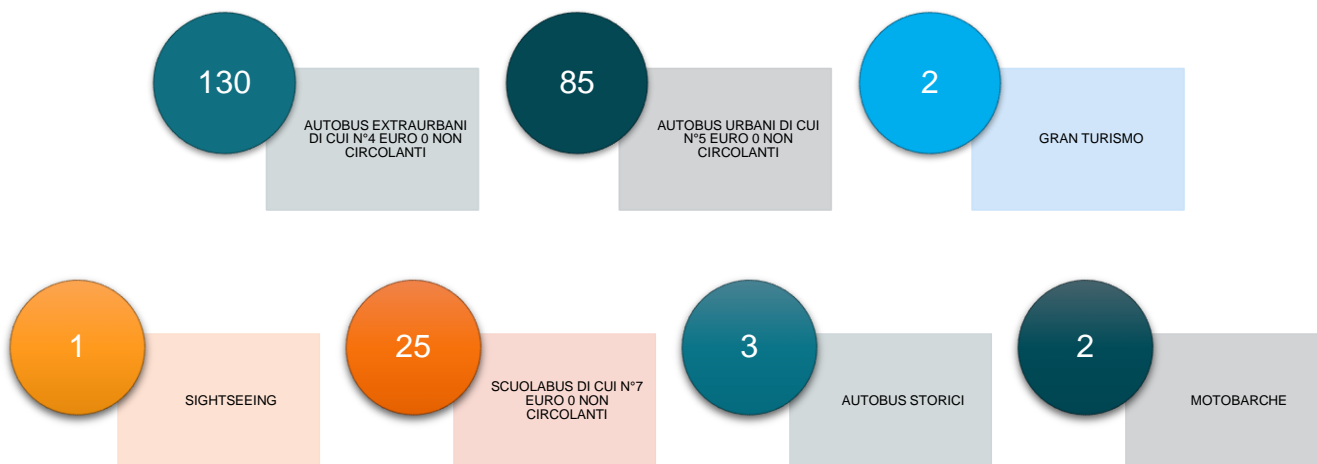 130
AUTOBUS EXTRAURBANI
DI CUI N°4 EURO 0 NON
CIRCOLANTI
85
AUTOBUS URBANI DI CUI
N°5 EURO 0 NON
CIRCOLANTI
2
GRAN TURISMO
1
SIGHTSEEING
25
SCUOLABUS DI CUI N°7
EURO 0 NON
CIRCOLANTI
3
AUTOBUS STORICI
2
MOTOBARCHE